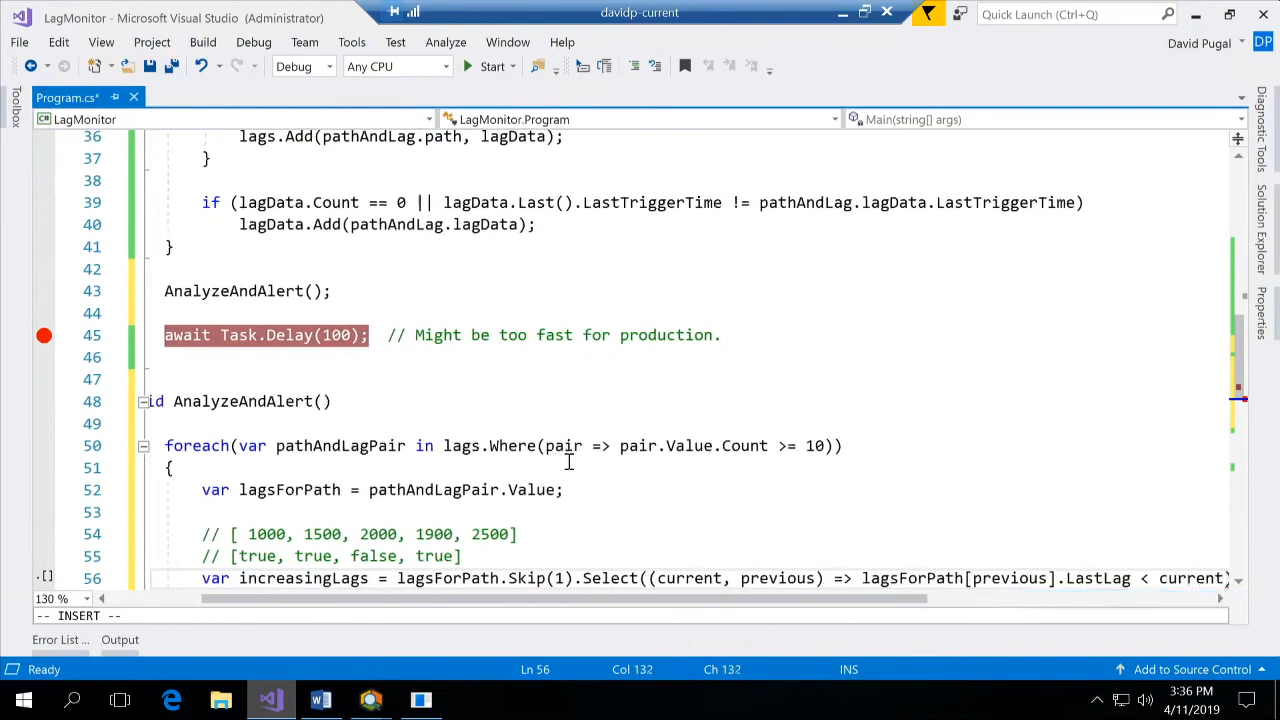 LagMonitor - Microsoft Visual Studio (Administrator)
davidp-current
Quick Launch (Ctrl+Q)
File Edit View Project Build Debug Team Tools Test Analyze Window Help
David Pugal DP
Debug Any CPU Start
Toolbox
Program.cs*
LagMonitor LagMonitor.Program Main(string[] args)
36 lags.Add(pathAndLag.path, lagData);
37 }
38
39 if (lagData.Count == 0 || lagData.Last().LastTriggerTime != pathAndLag.lagData.LastTriggerTime)
40 lagData.Add(pathAndLag.lagData);
41 }
42
43 AnalyzeAndAlert();
44
45 await Task.Delay(100); // Might be too fast for production.
46
47
48 id AnalyzeAndAlert()
49
50 foreach(var pathAndLagPair in lags.Where(pair => pair.Value.Count >= 10))
51 {
52 var lagsForPath = pathAndLagPair.Value;
53
54 // [ 1000, 1500, 2000, 1900, 2500]
55 // [true, true, false, true]
56 var increasingLags = lagsForPath.Skip(1).Select((current, previous) => lagsForPath[previous].LastLag < current)
Diagnostic Tools
Solution Explorer
Properties
130 %
-- INSERT --
Error List ... Output
Ready Ln 56 Col 132 Ch 132 INS Add to Source Control
3:36 PM
4/11/2019